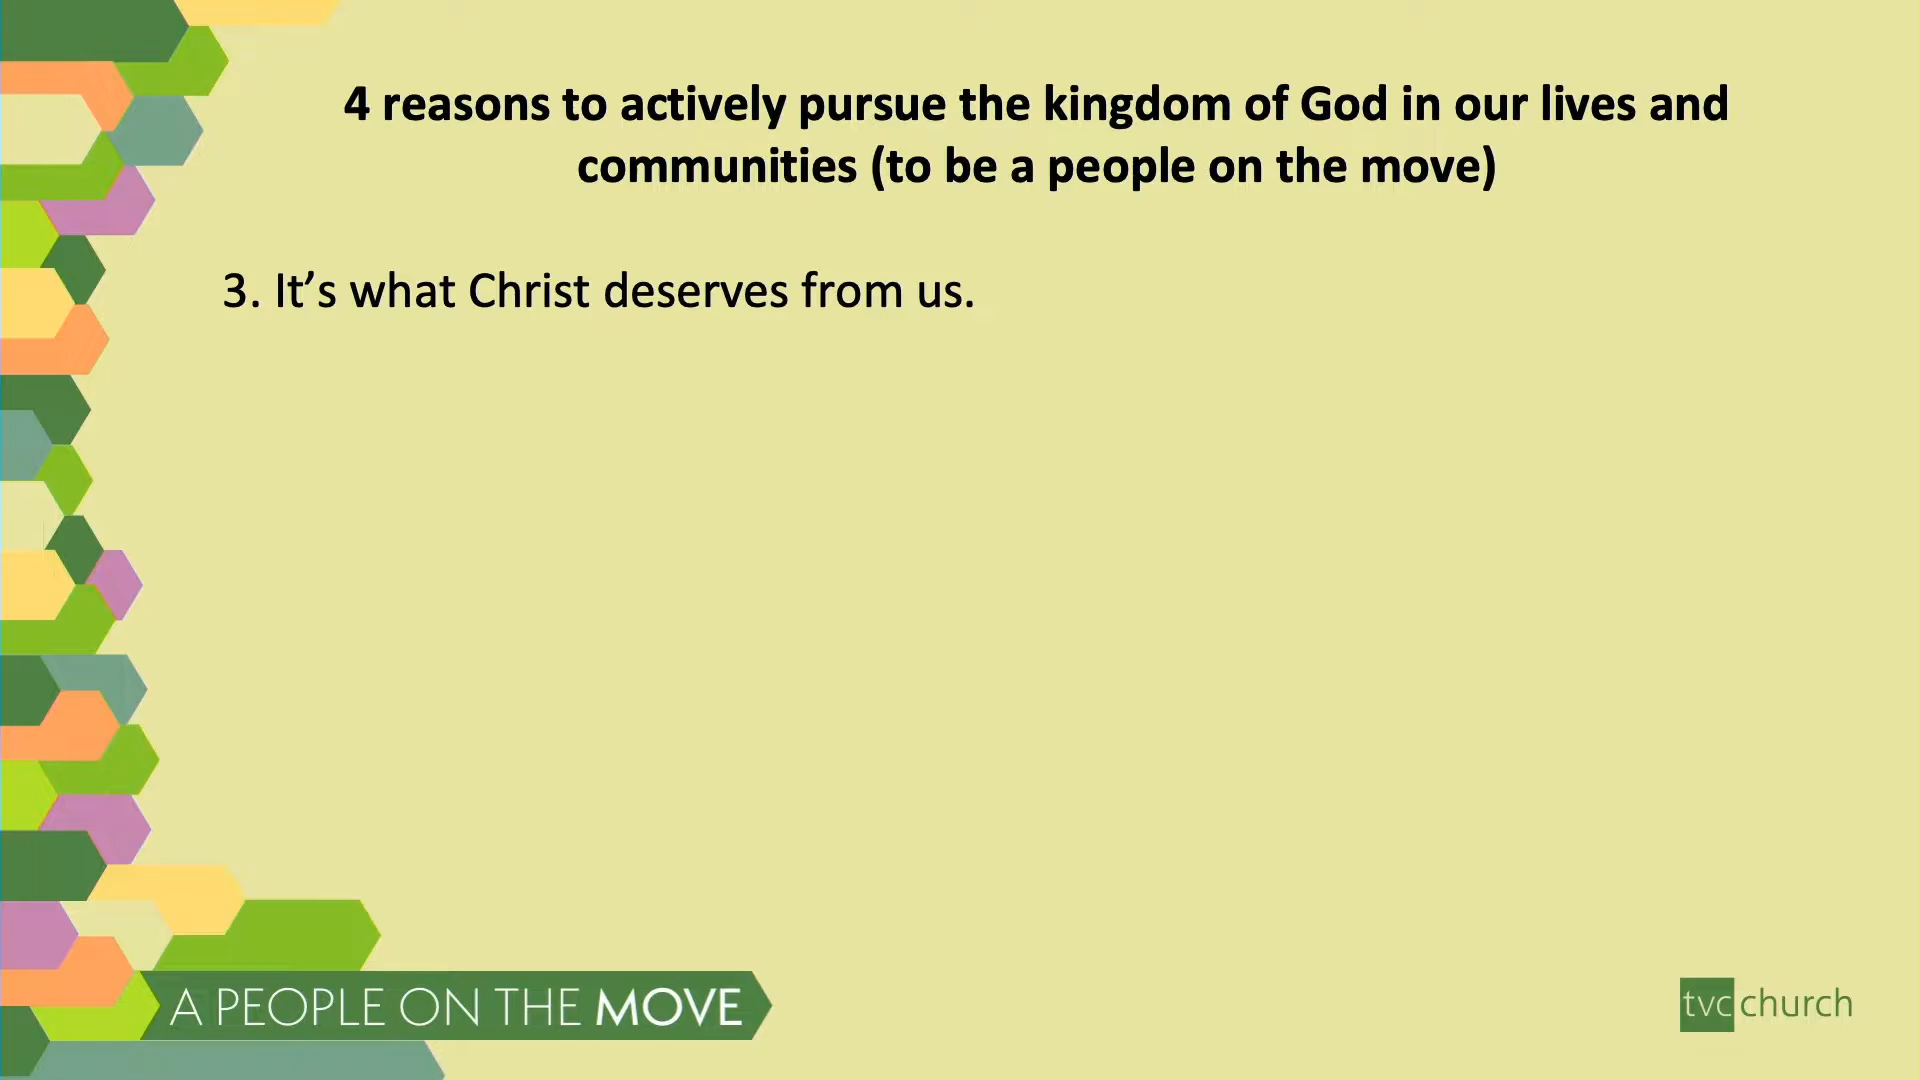 4 reasons to actively pursue the kingdom of God in our lives and
communities (to be a people on the move)
3. It’s what Christ deserves from us.
A PEOPLE ON THE MOVE
tvc church